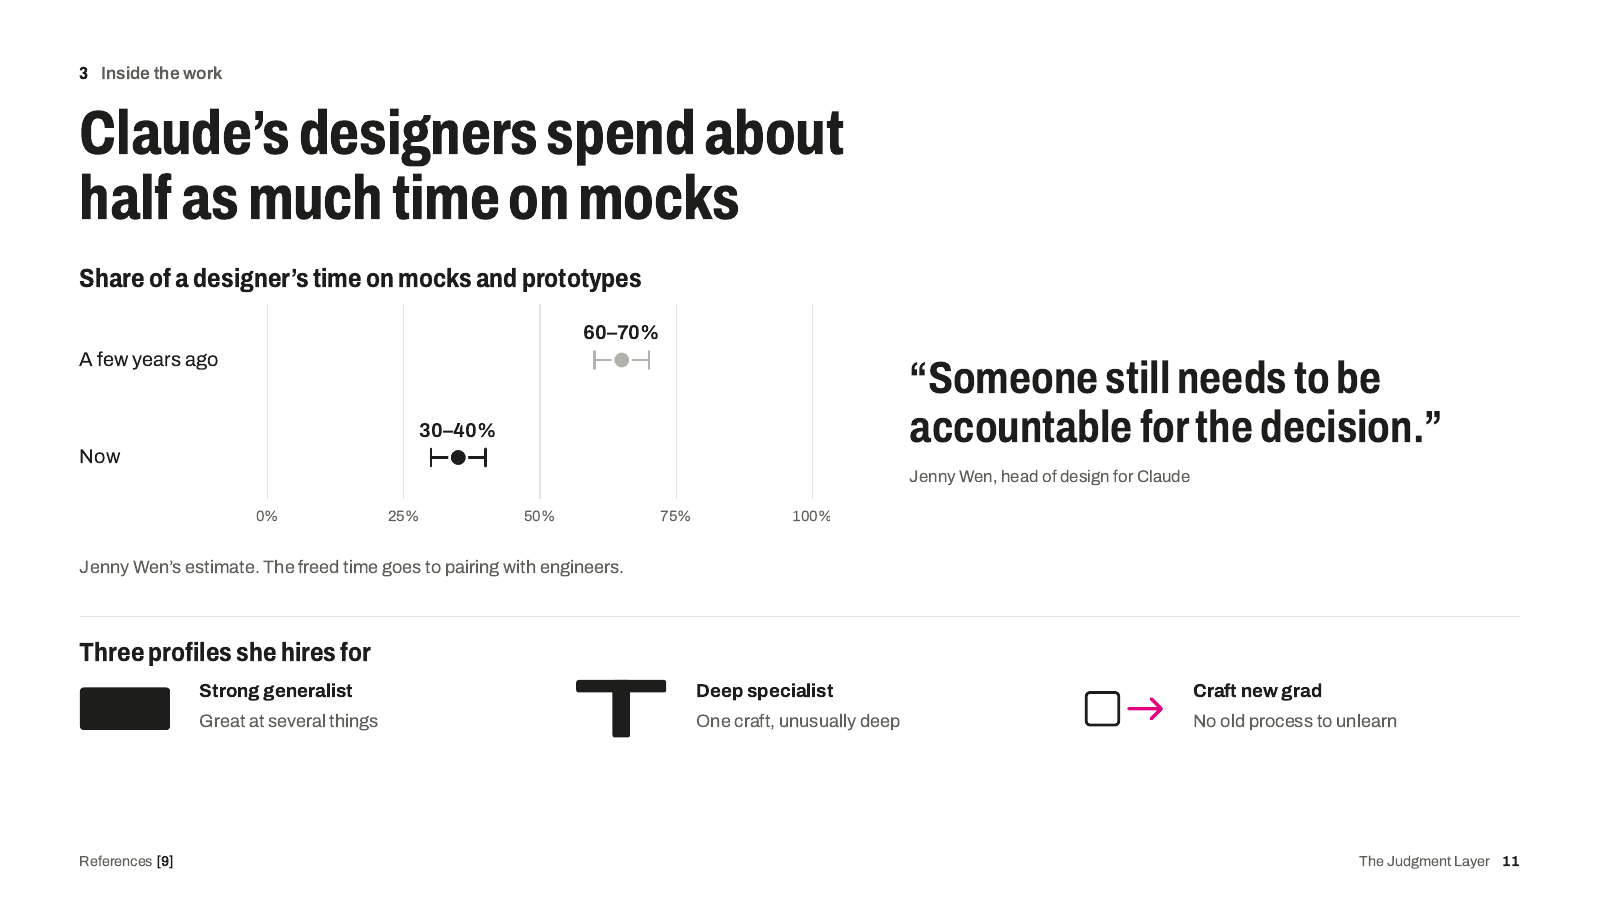 3 Inside the work
Claude’s designers spend about
half as much time on mocks
Share of a designer’s time on mocks and prototypes
60–70%
A few years ago
30–40%
Now
0% 25% 50% 75% 100%
Jenny Wen’s estimate. The freed time goes to pairing with engineers.
“Someone still needs to be
accountable for the decision.”
Jenny Wen, head of design for Claude
Three profiles she hires for
Strong generalist
Great at several things
Deep specialist
One craft, unusually deep
Craft new grad
No old process to unlearn
References [9]
The Judgment Layer 11